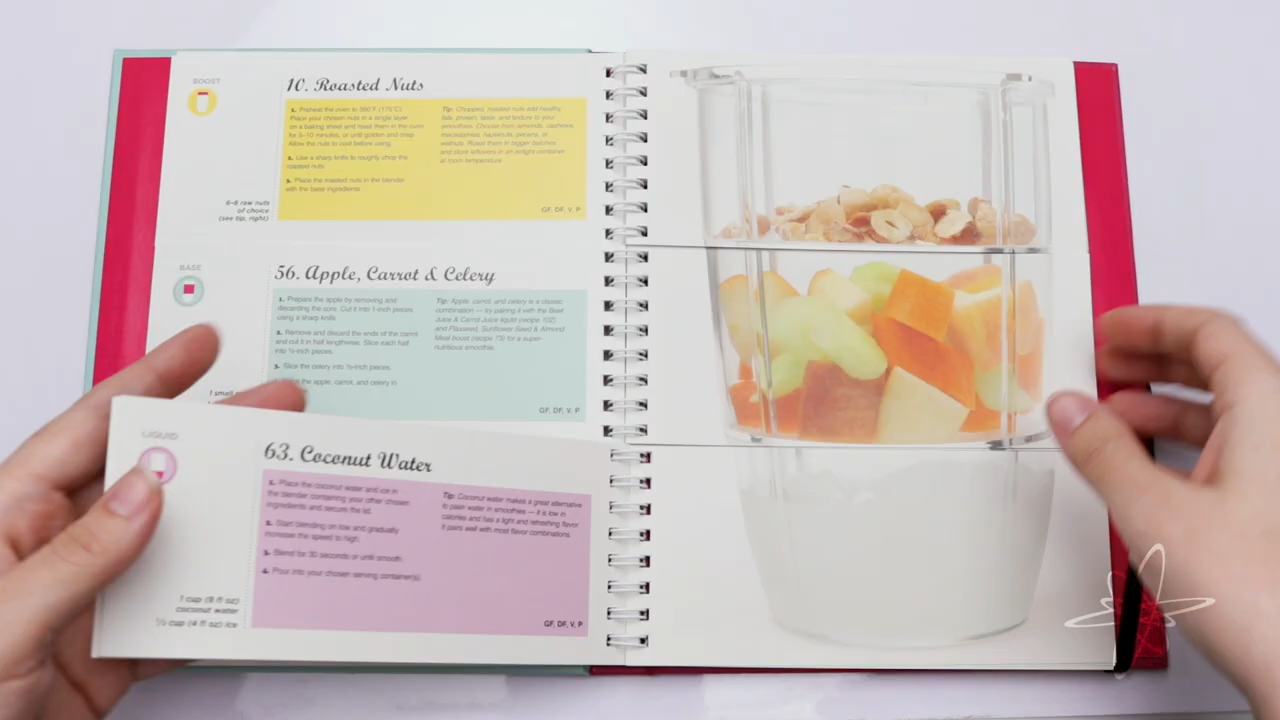 BOOST
10. Roasted Nuts
1. Preheat the oven to 350°F (175°C).
Place your chosen nuts in a single layer
on a baking sheet and roast them in the oven
for 5–10 minutes, or until golden and crisp.
Allow the nuts to cool before using.
2. Use a sharp knife to roughly chop the
roasted nuts.
3. Place the roasted nuts in the blender
with the base ingredients.
Tip: Chopped, roasted nuts add healthy
fats, protein, taste, and texture to your
smoothies. Choose from almonds, cashews,
macadamias, hazelnuts, pecans, or
walnuts. Roast them in bigger batches
and store leftovers in an airtight container
at room temperature.
6–8 raw nuts
of choice
(see tip, right)
GF, DF, V, P
BASE
56. Apple, Carrot & Celery
1. Prepare the apple by removing and
discarding the core. Cut it into 1-inch pieces
using a sharp knife.
2. Remove and discard the ends of the carrot
and cut it in half lengthwise. Slice each half
into ½-inch pieces.
3. Slice the celery into ½-inch pieces.
the apple, carrot, and celery in
Tip: Apple, carrot, and celery is a classic
combination — try pairing it with the Beet
Juice & Carrot Juice liquid (recipe 102)
and Flaxseed, Sunflower Seed & Almond
Meal boost (recipe 73) for a super-
nutritious smoothie.
1 small
GF, DF, V, P
LIQUID
63. Coconut Water
1. Place the coconut water and ice in
the blender containing your other chosen
ingredients and secure the lid.
2. Start blending on low and gradually
increase the speed to high.
3. Blend for 30 seconds or until smooth.
4. Pour into your chosen serving container(s).
Tip: Coconut water makes a great alternative
to plain water in smoothies — it is low in
calories and has a light and refreshing flavor.
It pairs well with most flavor combinations.
1 cup (8 fl oz)
coconut water
½ cup (4 fl oz) ice
GF, DF, V, P